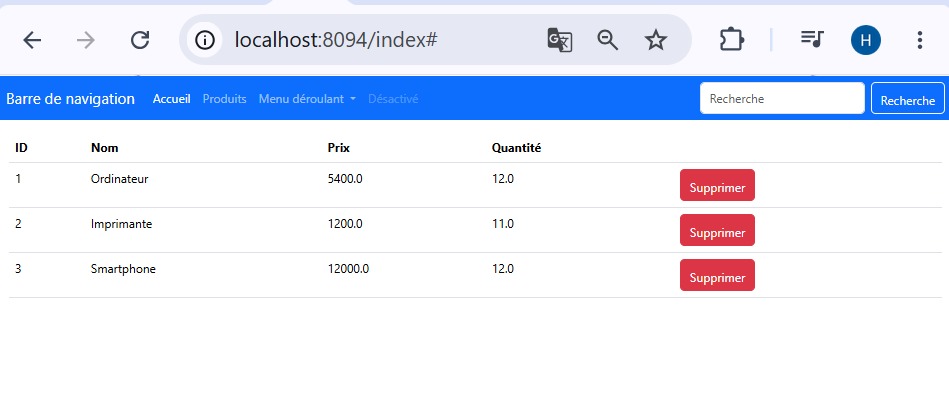 localhost:8094/index#
H
Barre de navigation Accueil Produits Menu déroulant Désactivé Recherche Recherche
ID Nom Prix Quantité
1 Ordinateur 5400.0 12.0 Supprimer
2 Imprimante 1200.0 11.0 Supprimer
3 Smartphone 12000.0 12.0 Supprimer